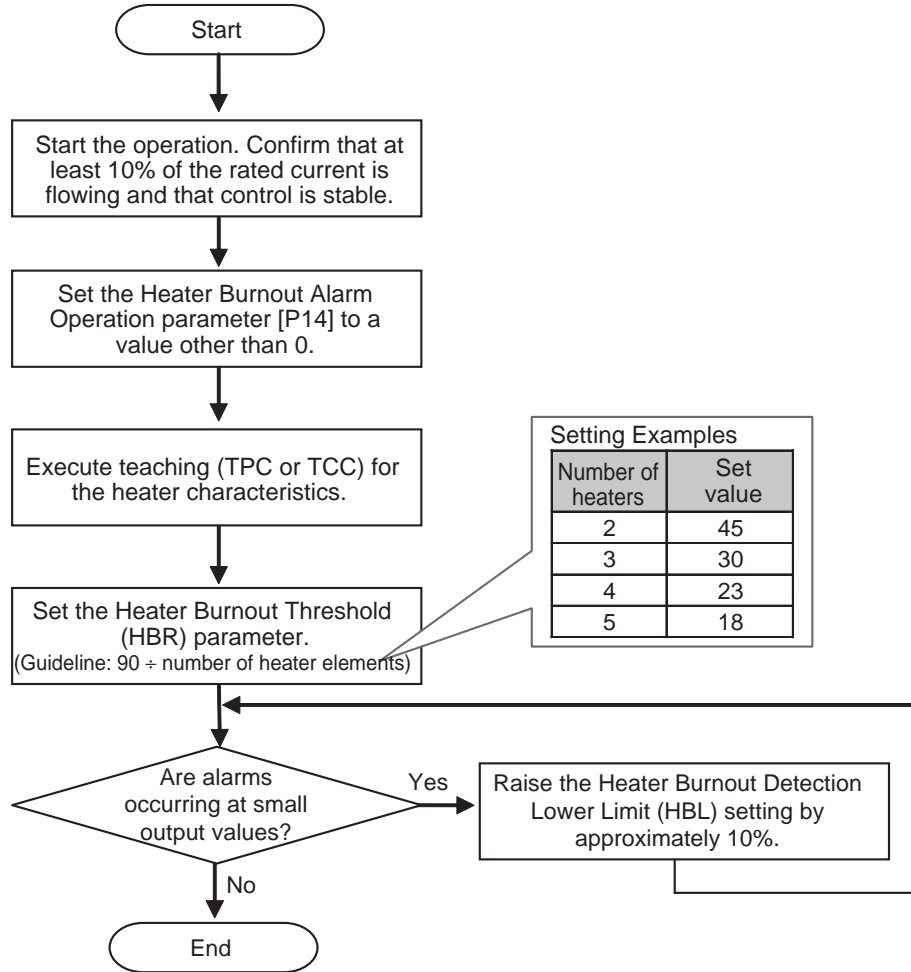 Start
Start the operation. Confirm that at
least 10% of the rated current is
flowing and that control is stable.
Set the Heater Burnout Alarm
Operation parameter [P14] to a
value other than 0.
Execute teaching (TPC or TCC) for
the heater characteristics.
Setting Examples
Number of heaters Set value
2 45
3 30
4 23
5 18
Set the Heater Burnout Threshold
(HBR) parameter.
(Guideline: 90 ÷ number of heater elements)
Are alarms
occurring at small
output values?
Yes
Raise the Heater Burnout Detection
Lower Limit (HBL) setting by
approximately 10%.
No
End